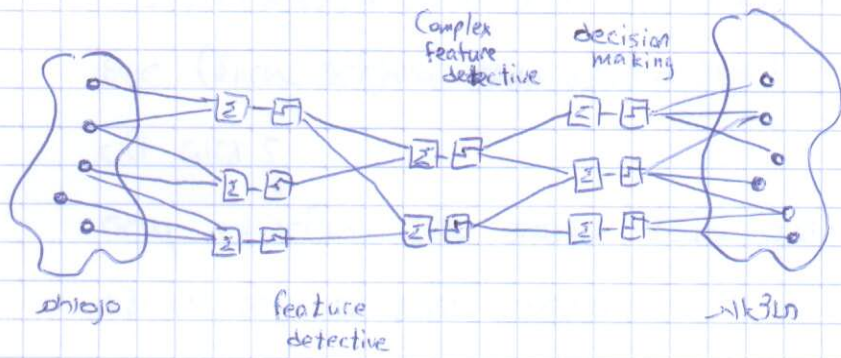 Complex
feature
detective
decision
making
Σ
Σ
Σ
Σ
Σ
Σ
Σ
Σ
feature
detective